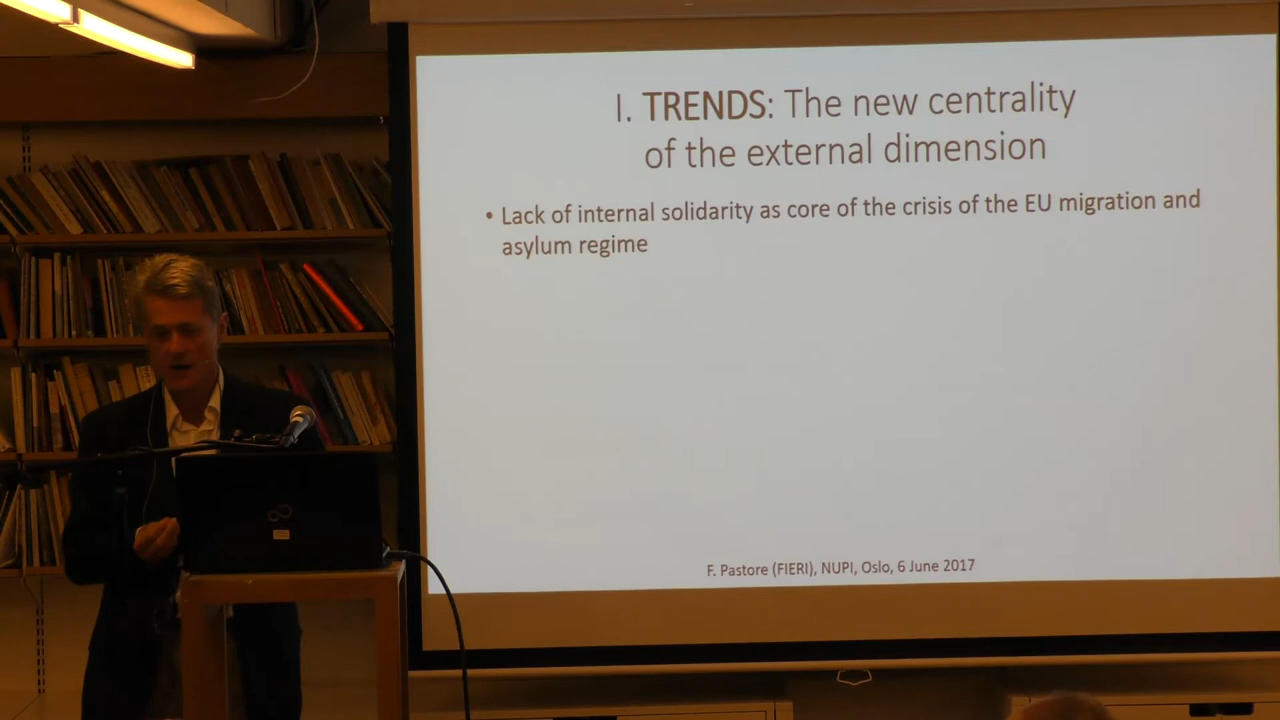 I. TRENDS: The new centrality
of the external dimension
• Lack of internal solidarity as core of the crisis of the EU migration and
asylum regime
F. Pastore (FIERI), NUPI, Oslo, 6 June 2017